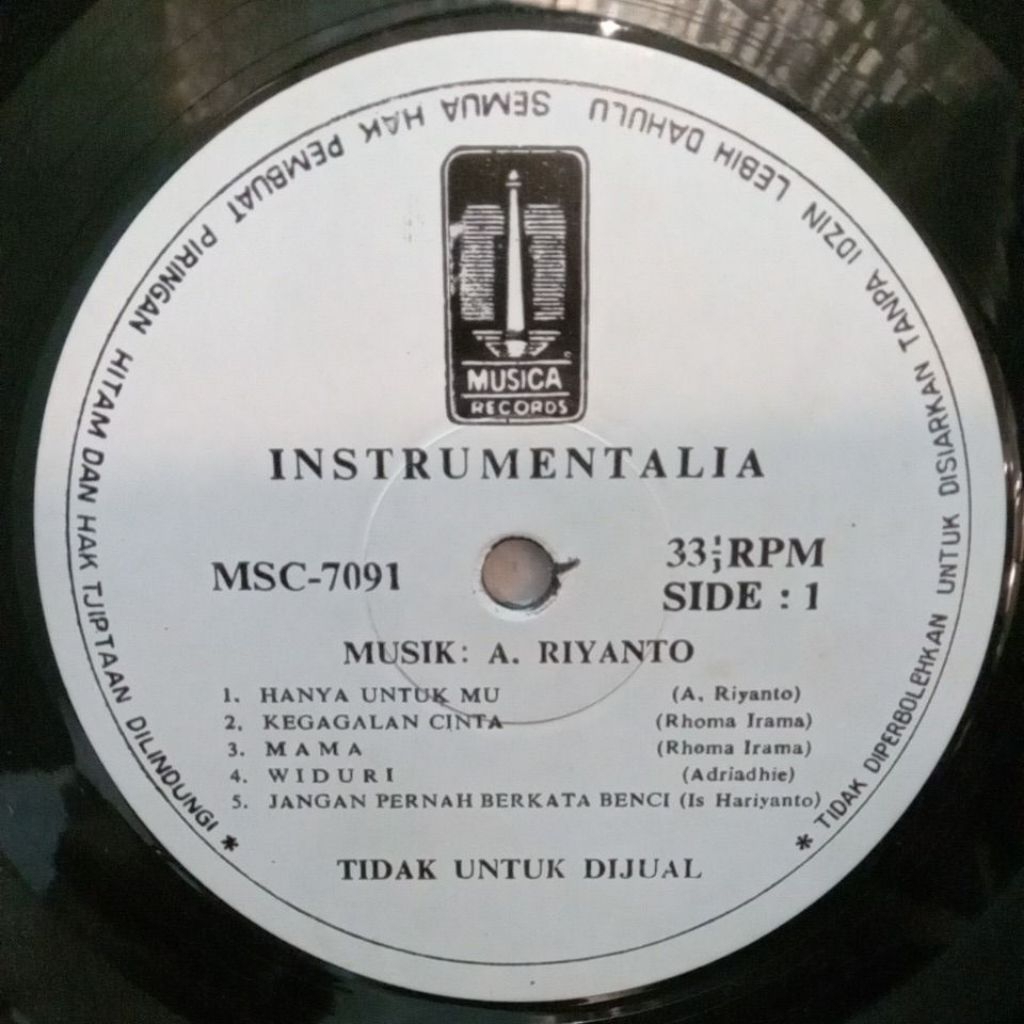 SEMUA HAK PEMBUAT PIRINGAN HITAM DAN HAK TJIPTAAN DILINDUNGI *
* TIDAK DIPERBOLEHKAN UNTUK DISIARKAN TANPA IDZIN LEBIH DAHULU
MUSICA
RECORDS
INSTRUMENTALIA
MSC-7091
33⅓ RPM
SIDE : 1
MUSIK: A. RIYANTO
1. HANYA UNTUK MU (A. Riyanto)
2. KEGAGALAN CINTA (Rhoma Irama)
3. MAMA (Rhoma Irama)
4. WIDURI (Adriadhie)
5. JANGAN PERNAH BERKATA BENCI (Is Hariyanto)
TIDAK UNTUK DIJUAL